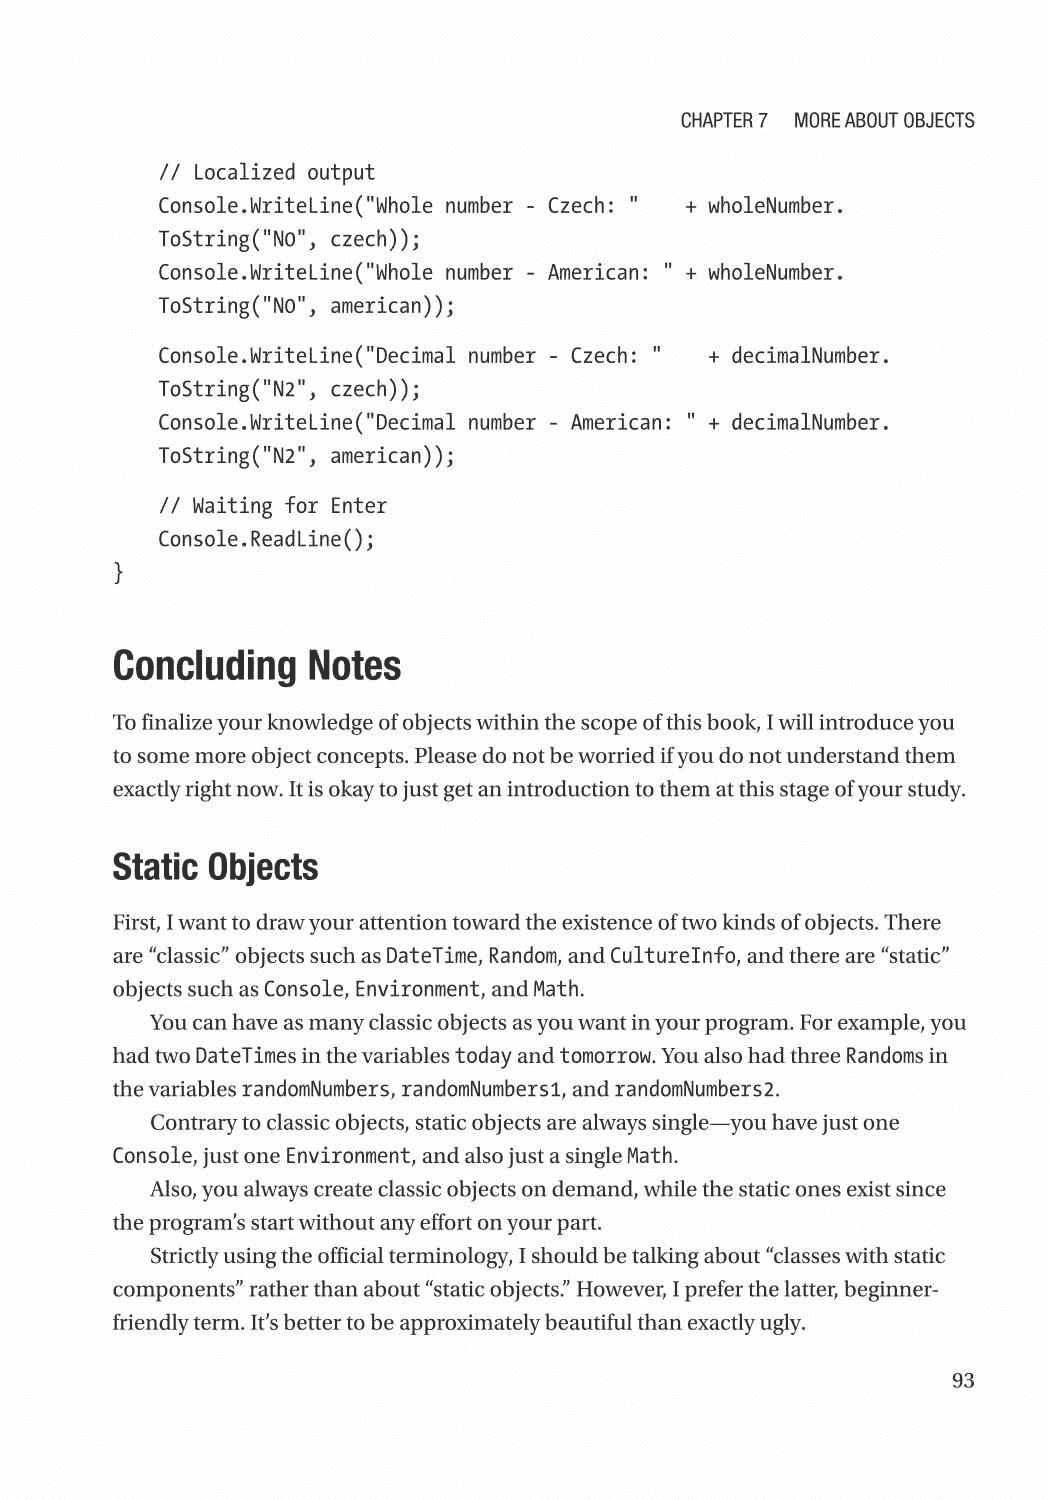 CHAPTER 7 MORE ABOUT OBJECTS
// Localized output
Console.WriteLine("Whole number - Czech: "    + wholeNumber.
ToString("N0", czech));
Console.WriteLine("Whole number - American: " + wholeNumber.
ToString("N0", american));
Console.WriteLine("Decimal number - Czech: "    + decimalNumber.
ToString("N2", czech));
Console.WriteLine("Decimal number - American: " + decimalNumber.
ToString("N2", american));
// Waiting for Enter
Console.ReadLine();
}
Concluding Notes
To finalize your knowledge of objects within the scope of this book, I will introduce you
to some more object concepts. Please do not be worried if you do not understand them
exactly right now. It is okay to just get an introduction to them at this stage of your study.
Static Objects
First, I want to draw your attention toward the existence of two kinds of objects. There
are “classic” objects such as DateTime, Random, and CultureInfo, and there are “static”
objects such as Console, Environment, and Math.
You can have as many classic objects as you want in your program. For example, you
had two DateTimes in the variables today and tomorrow. You also had three Randoms in
the variables randomNumbers, randomNumbers1, and randomNumbers2.
Contrary to classic objects, static objects are always single—you have just one
Console, just one Environment, and also just a single Math.
Also, you always create classic objects on demand, while the static ones exist since
the program’s start without any effort on your part.
Strictly using the official terminology, I should be talking about “classes with static
components” rather than about “static objects.” However, I prefer the latter, beginner-
friendly term. It’s better to be approximately beautiful than exactly ugly.
93